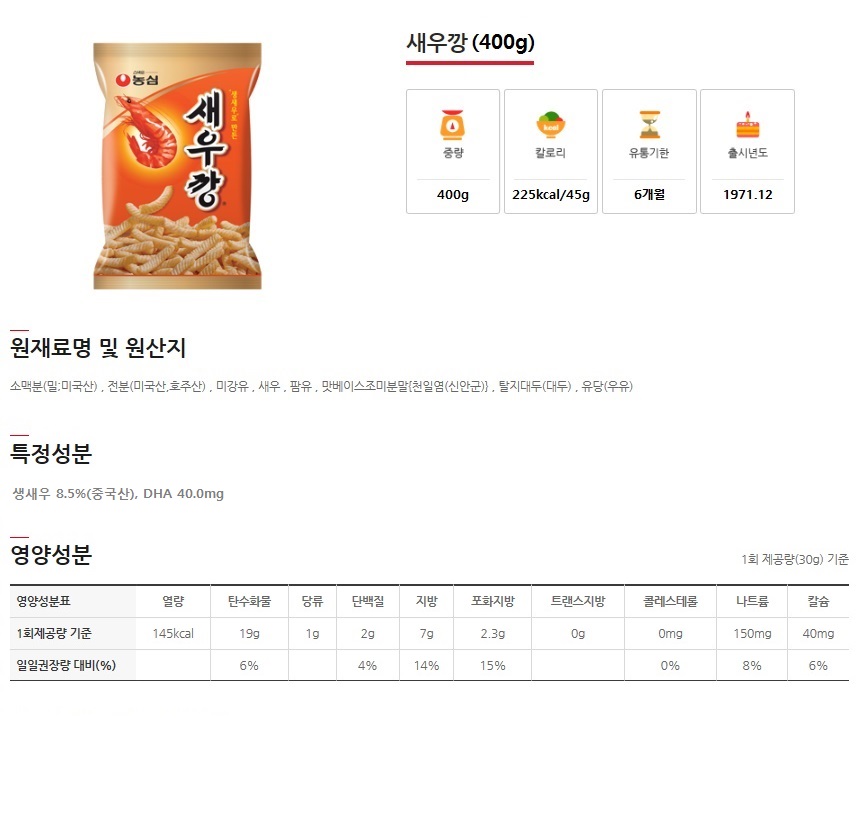 새우깡 (400g)
농심
생새우로 만든
새우깡
kcal
중량
칼로리
유통기한
출시년도
400g
225kcal/45g
6개월
1971.12
원재료명 및 원산지
소맥분(밀:미국산) , 전분(미국산,호주산) , 미강유 , 새우 , 팜유 , 맛베이스조미분말{천일염(신안군)} , 탈지대두(대두) , 유당(우유)
특정성분
생새우 8.5%(중국산), DHA 40.0mg
영양성분
1회 제공량(30g) 기준
영양성분표 열량 탄수화물 당류 단백질 지방 포화지방 트랜스지방 콜레스테롤 나트륨 칼슘
1회제공량 기준 145kcal 19g 1g 2g 7g 2.3g 0g 0mg 150mg 40mg
일일권장량 대비(%) 6% 4% 14% 15% 0% 8% 6%